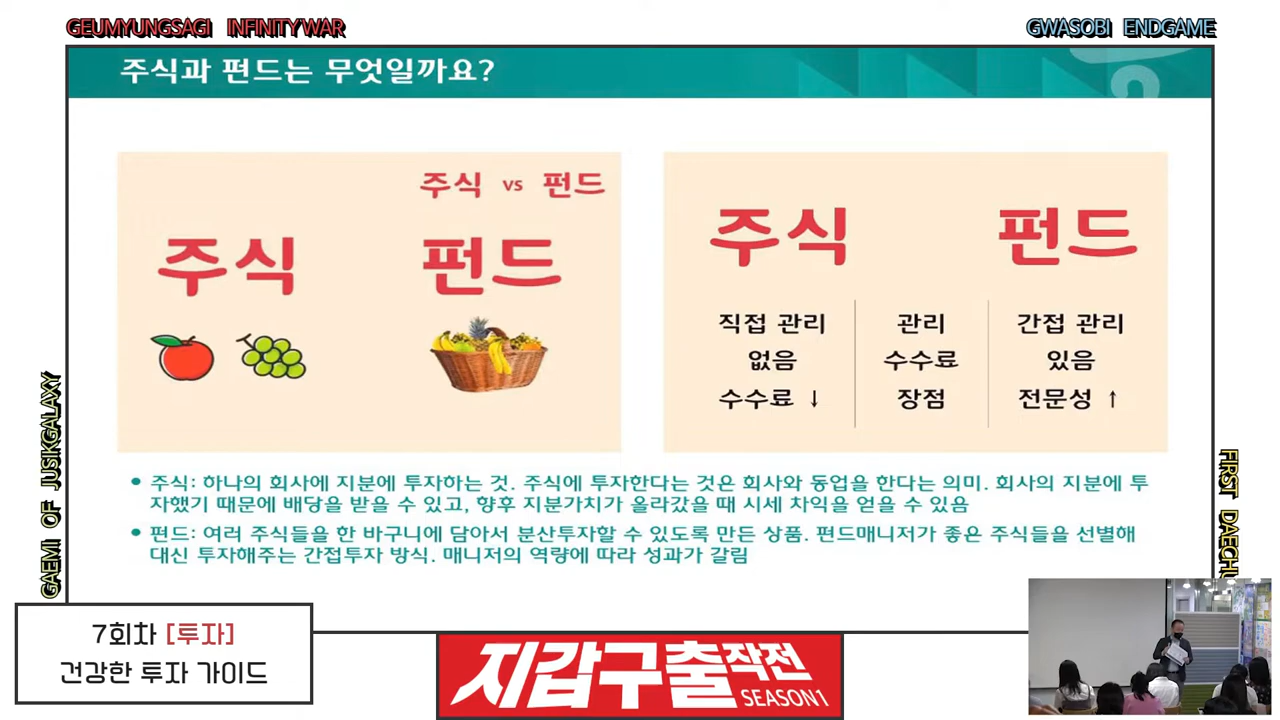 GEUMYUNGSAGI INFINITY WAR
GWASOBI ENDGAME
주식과 펀드는 무엇일까요?
주식 vs 펀드
주식 펀드
주식 펀드
직접 관리 관리 간접 관리
없음 수수료 있음
수수료 ↓ 장점 전문성 ↑
• 주식: 하나의 회사에 지분에 투자하는 것. 주식에 투자한다는 것은 회사와 동업을 한다는 의미. 회사의 지분에 투
자했기 때문에 배당을 받을 수 있고, 향후 지분가치가 올라갔을 때 시세 차익을 얻을 수 있음
• 펀드: 여러 주식들을 한 바구니에 담아서 분산투자할 수 있도록 만든 상품. 펀드매니저가 좋은 주식들을 선별해
대신 투자해주는 간접투자 방식. 매니저의 역량에 따라 성과가 갈림
GAEMI OF JUSIKGALAXY
FIRST
7회차 [투자]
건강한 투자 가이드
지갑구출작전
SEASON1